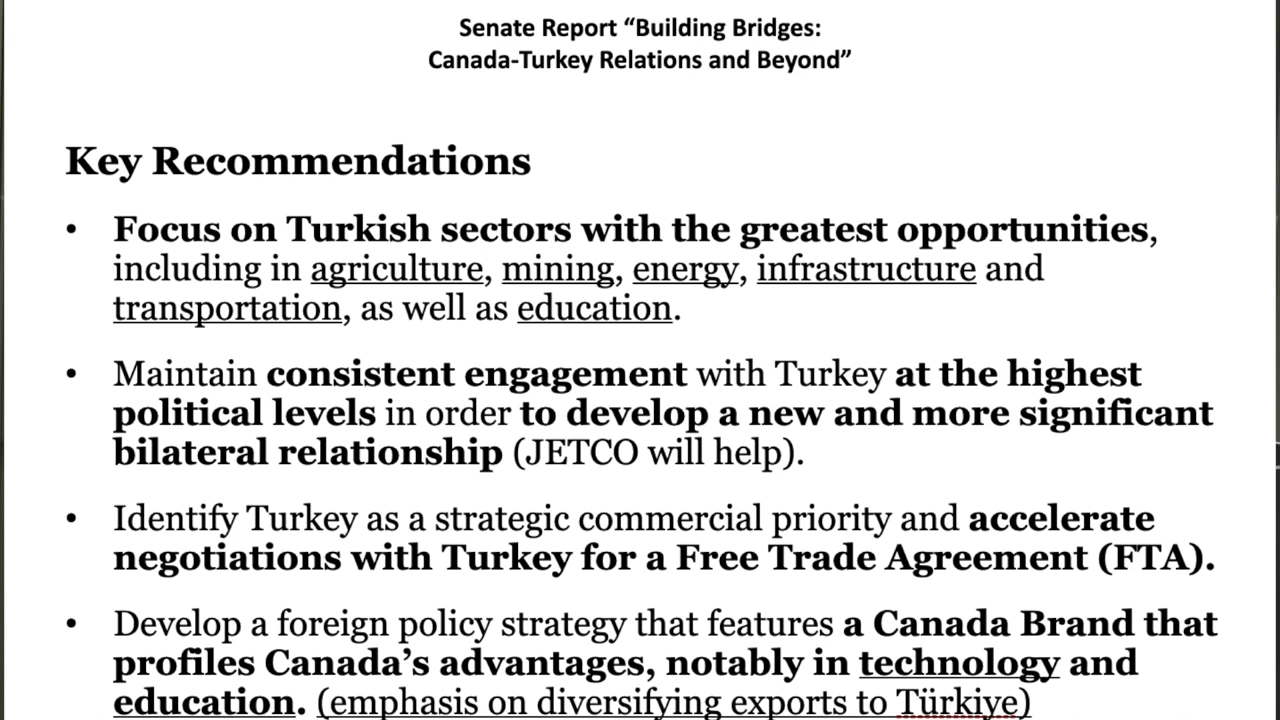 Senate Report “Building Bridges:
Canada-Turkey Relations and Beyond”
Key Recommendations
• Focus on Turkish sectors with the greatest opportunities,
including in agriculture, mining, energy, infrastructure and
transportation, as well as education.
• Maintain consistent engagement with Turkey at the highest
political levels in order to develop a new and more significant
bilateral relationship (JETCO will help).
• Identify Turkey as a strategic commercial priority and accelerate
negotiations with Turkey for a Free Trade Agreement (FTA).
• Develop a foreign policy strategy that features a Canada Brand that
profiles Canada’s advantages, notably in technology and
education. (emphasis on diversifying exports to Türkiye)